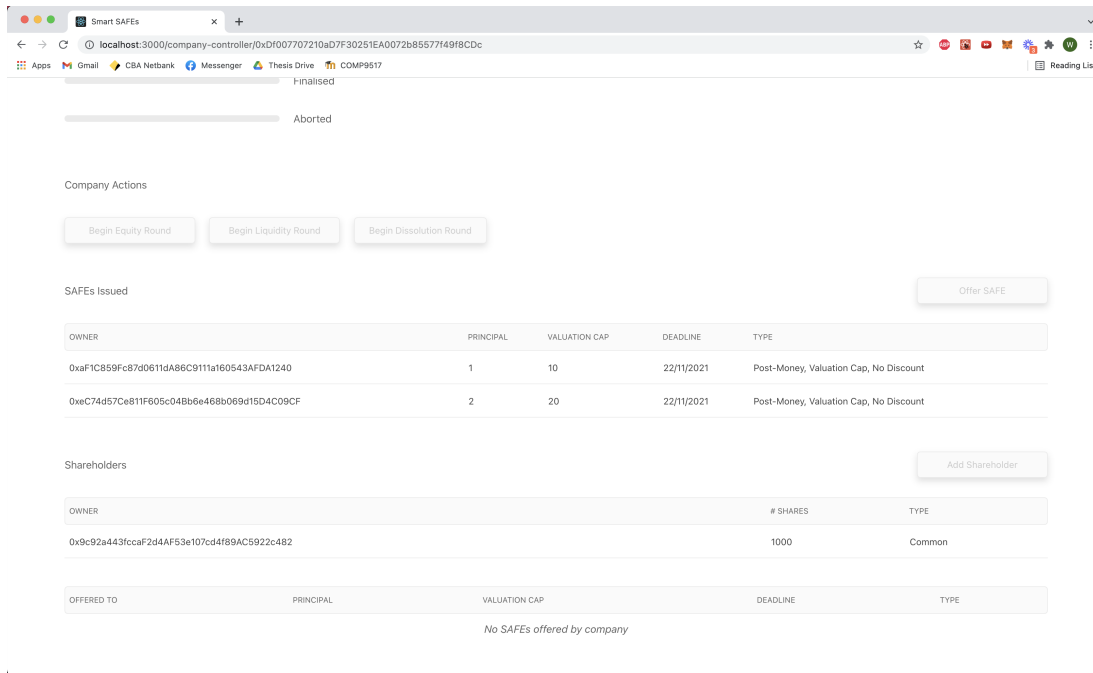 Smart SAFEs
localhost:3000/company-controller/0xDf007707210aD7F30251EA0072b85577f49f8CDc
ABP
3
W
Apps Gmail CBA Netbank Messenger Thesis Drive COMP9517 Reading Lis
Finalised
Aborted
Company Actions
Begin Equity Round Begin Liquidity Round Begin Dissolution Round
SAFEs Issued Offer SAFE
OWNER PRINCIPAL VALUATION CAP DEADLINE TYPE
0xaF1C859Fc87d0611dA86C9111a160543AFDA1240 1 10 22/11/2021 Post-Money, Valuation Cap, No Discount
0xeC74d57Ce811F605c04Bb6e468b069d15D4C09CF 2 20 22/11/2021 Post-Money, Valuation Cap, No Discount
Shareholders Add Shareholder
OWNER # SHARES TYPE
0x9c92a443fccaF2d4AF53e107cd4f89AC5922c482 1000 Common
OFFERED TO PRINCIPAL VALUATION CAP DEADLINE TYPE
No SAFEs offered by company